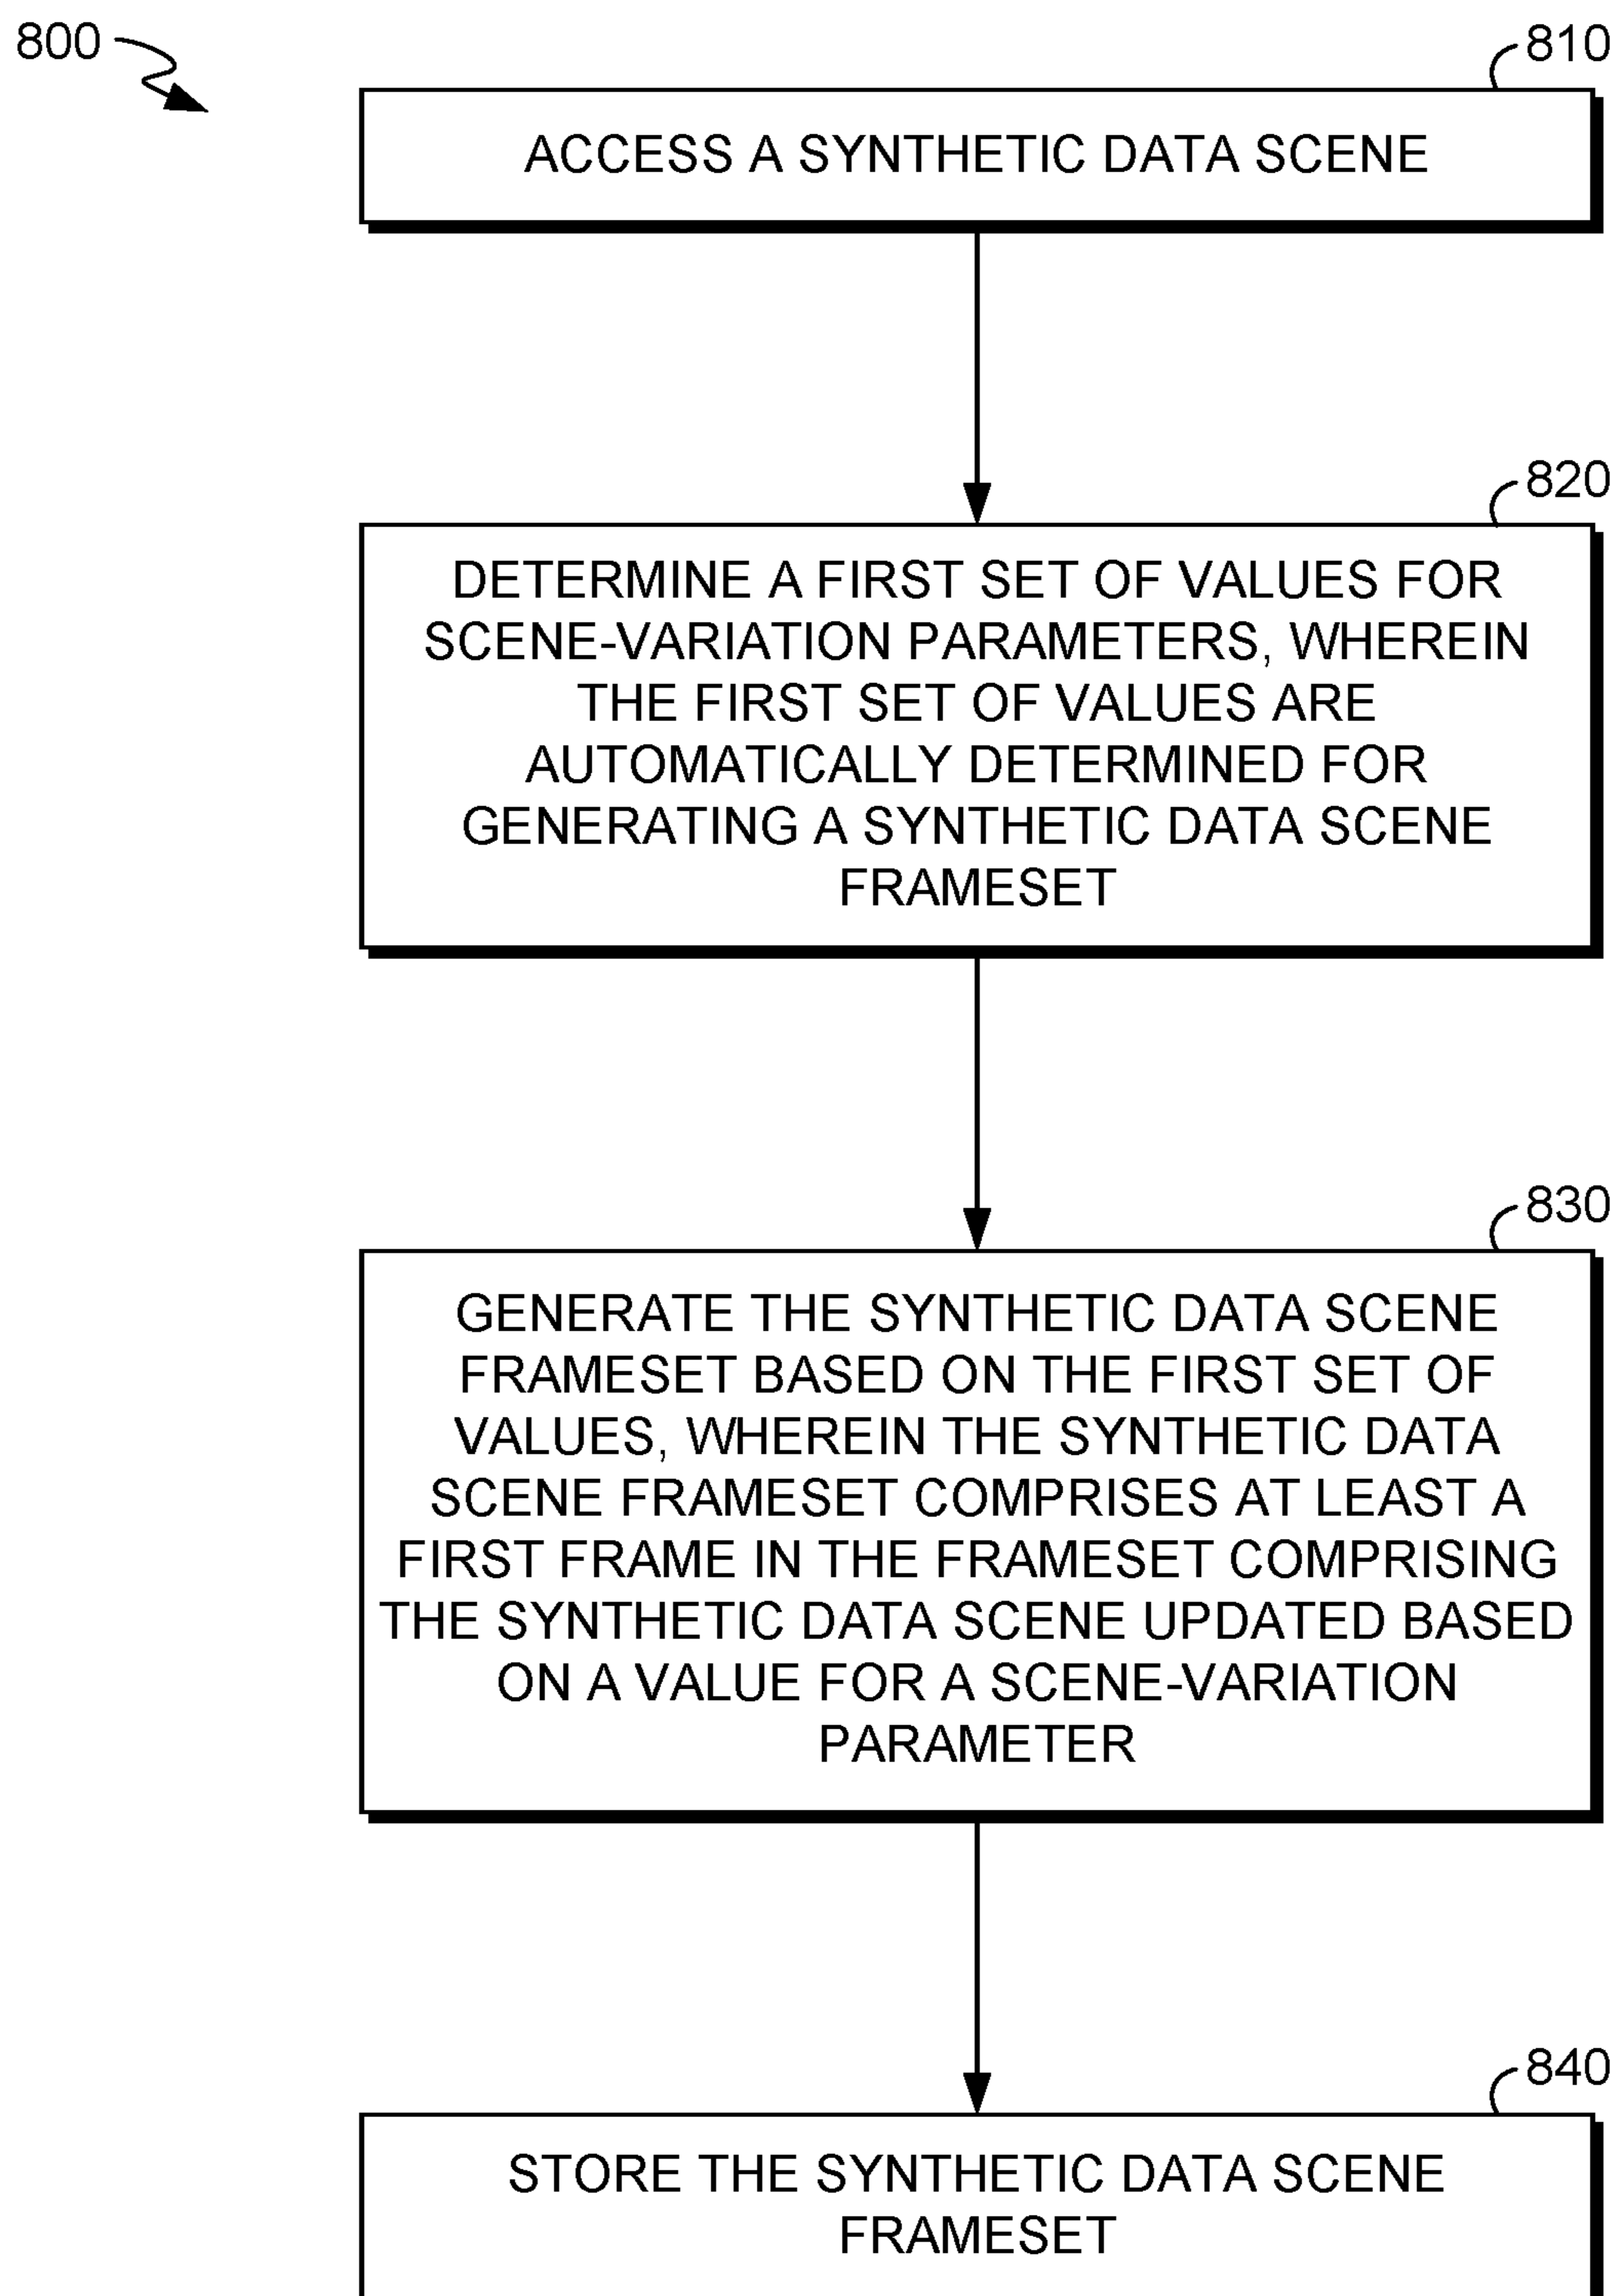 800
810
ACCESS A SYNTHETIC DATA SCENE
820
DETERMINE A FIRST SET OF VALUES FOR
SCENE-VARIATION PARAMETERS, WHEREIN
THE FIRST SET OF VALUES ARE
AUTOMATICALLY DETERMINED FOR
GENERATING A SYNTHETIC DATA SCENE
FRAMESET
830
GENERATE THE SYNTHETIC DATA SCENE
FRAMESET BASED ON THE FIRST SET OF
VALUES, WHEREIN THE SYNTHETIC DATA
SCENE FRAMESET COMPRISES AT LEAST A
FIRST FRAME IN THE FRAMESET COMPRISING
THE SYNTHETIC DATA SCENE UPDATED BASED
ON A VALUE FOR A SCENE-VARIATION
PARAMETER
840
STORE THE SYNTHETIC DATA SCENE
FRAMESET